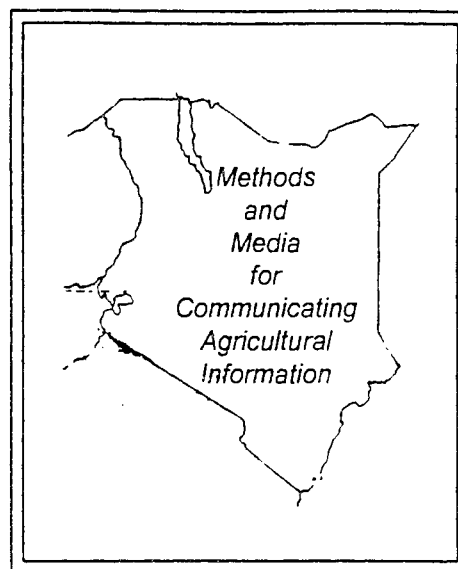 Methods
and
Media
for
Communicating
Agricultural
Information